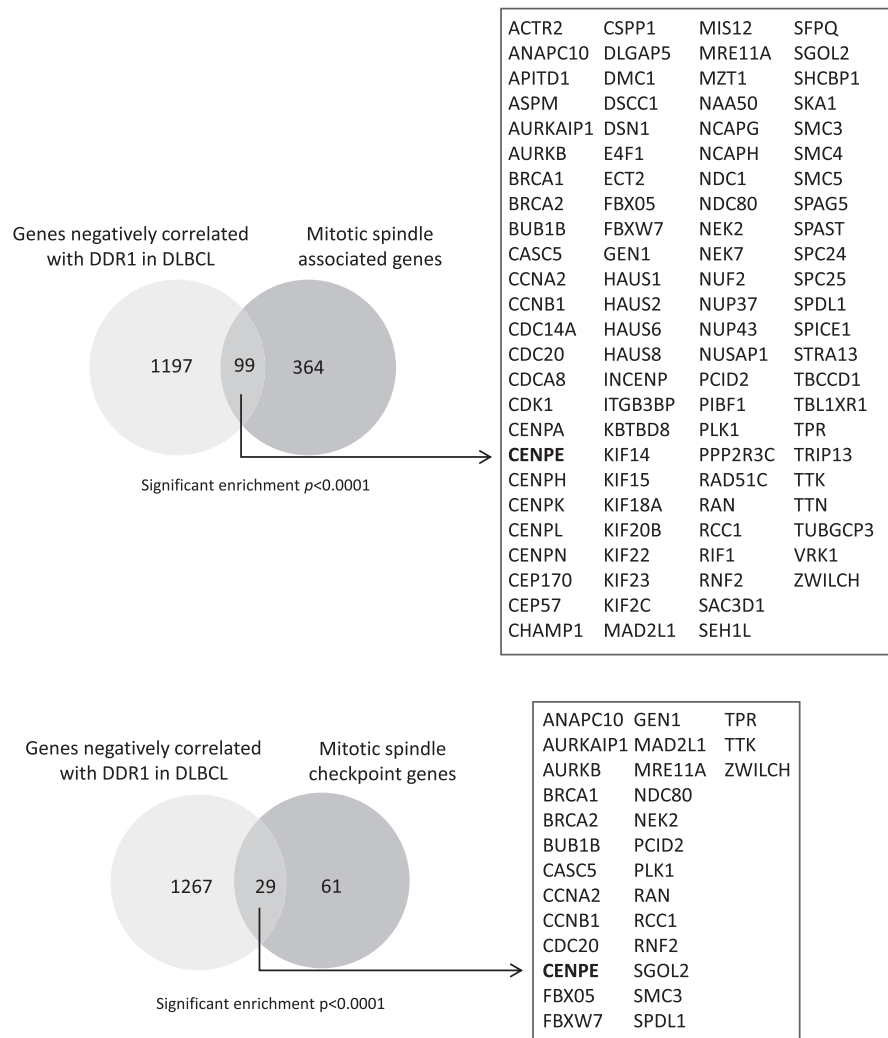 Genes negatively correlated
with DDR1 in DLBCL
Mitotic spindle
associated genes
1197
99
364
Significant enrichment p<0.0001
ACTR2 CSPP1 MIS12 SFPQ
ANAPC10 DLGAP5 MRE11A SGOL2
APITD1 DMC1 MZT1 SHCBP1
ASPM DSCC1 NAA50 SKA1
AURKAIP1 DSN1 NCAPG SMC3
AURKB E4F1 NCAPH SMC4
BRCA1 ECT2 NDC1 SMC5
BRCA2 FBX05 NDC80 SPAG5
BUB1B FBXW7 NEK2 SPAST
CASC5 GEN1 NEK7 SPC24
CCNA2 HAUS1 NUF2 SPC25
CCNB1 HAUS2 NUP37 SPDL1
CDC14A HAUS6 NUP43 SPICE1
CDC20 HAUS8 NUSAP1 STRA13
CDCA8 INCENP PCID2 TBCCD1
CDK1 ITGB3BP PIBF1 TBL1XR1
CENPA KBTBD8 PLK1 TPR
CENPE KIF14 PPP2R3C TRIP13
CENPH KIF15 RAD51C TTK
CENPK KIF18A RAN TTN
CENPL KIF20B RCC1 TUBGCP3
CENPN KIF22 RIF1 VRK1
CEP170 KIF23 RNF2 ZWILCH
CEP57 KIF2C SAC3D1
CHAMP1 MAD2L1 SEH1L
Genes negatively correlated
with DDR1 in DLBCL
Mitotic spindle
checkpoint genes
1267
29
61
Significant enrichment p<0.0001
ANAPC10 GEN1 TPR
AURKAIP1 MAD2L1 TTK
AURKB MRE11A ZWILCH
BRCA1 NDC80
BRCA2 NEK2
BUB1B PCID2
CASC5 PLK1
CCNA2 RAN
CCNB1 RCC1
CDC20 RNF2
CENPE SGOL2
FBX05 SMC3
FBXW7 SPDL1